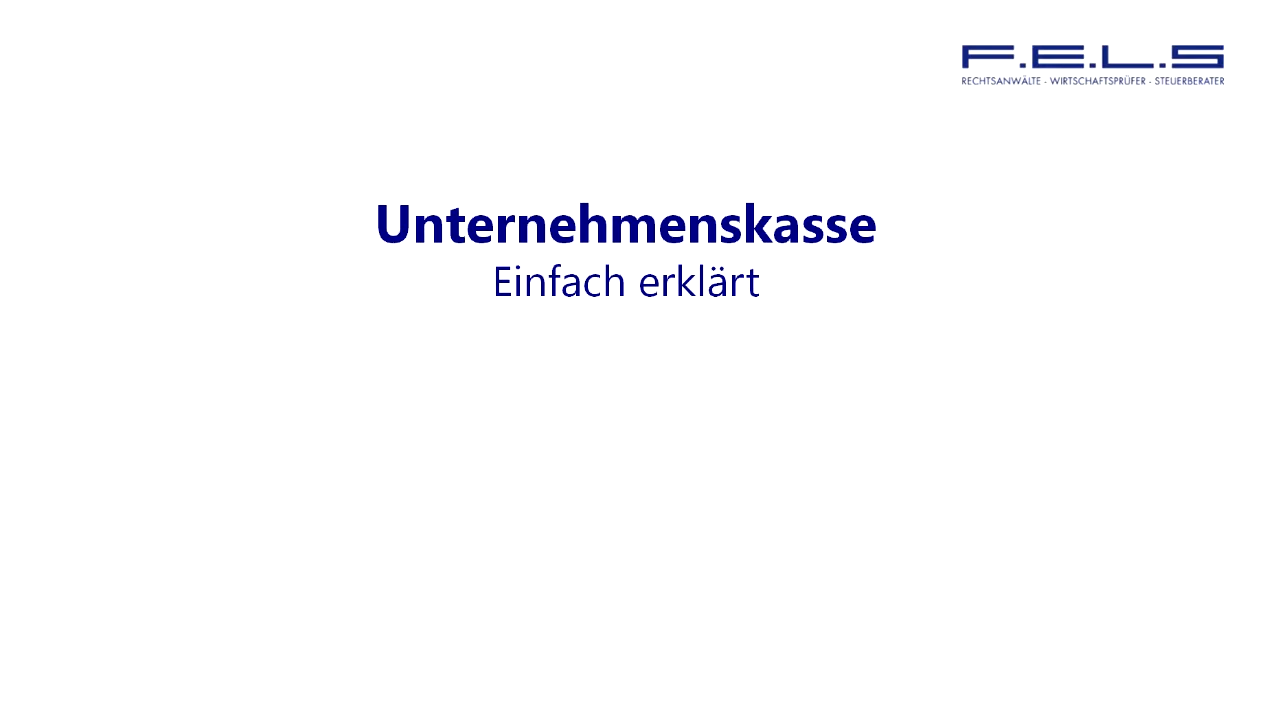 F.E.L.S
RECHTSANWÄLTE - WIRTSCHAFTSPRÜFER - STEUERBERATER
Unternehmenskasse
Einfach erklärt